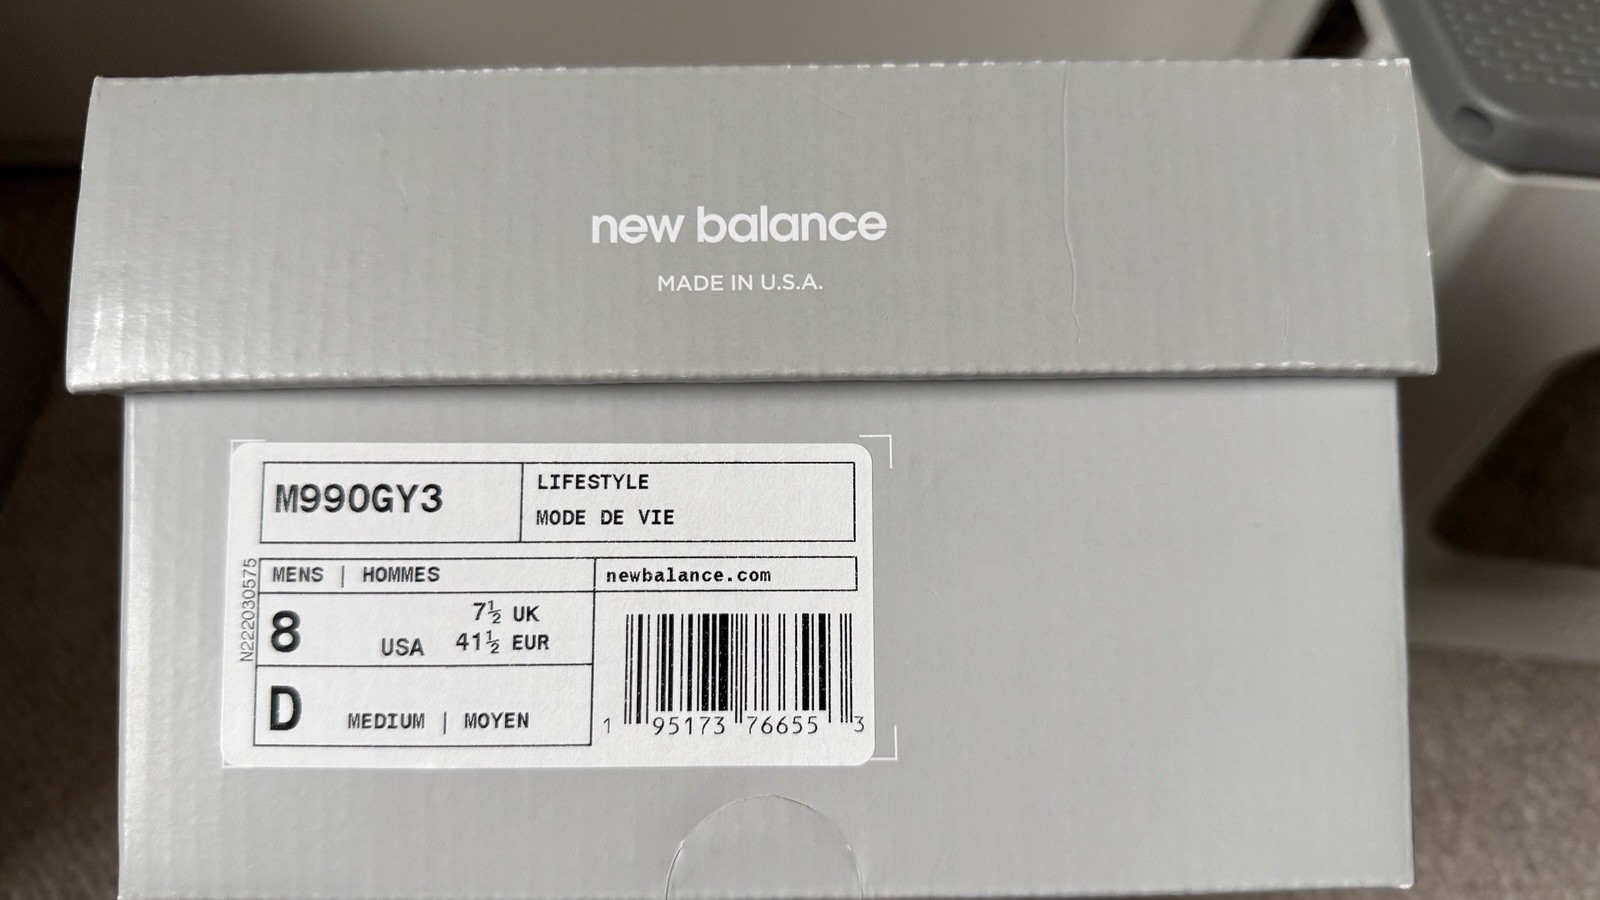 new balance
MADE IN U.S.A.
M990GY3
LIFESTYLE
MODE DE VIE
N222030575
MENS | HOMMES
newbalance.com
8 USA 7½ UK
41½ EUR
D MEDIUM | MOYEN
1 95173 76655 3